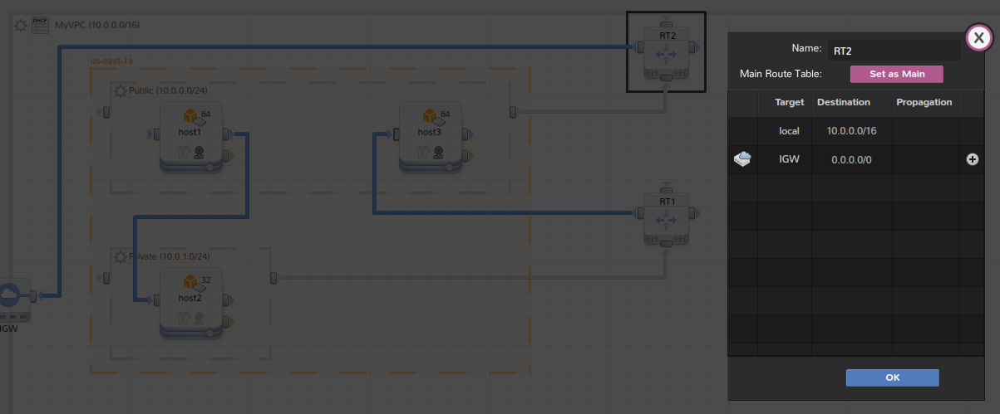 DHCP
MyVPC (10.0.0.0/16)
us-east-1a
Public (10.0.0.0/24)
64
host1
64
host3
RT2
RT1
Private (10.0.1.0/24)
32
host2
IGW
X
Name: RT2
Main Route Table: Set as Main
Target Destination Propagation
local 10.0.0.0/16
IGW 0.0.0.0/0
OK